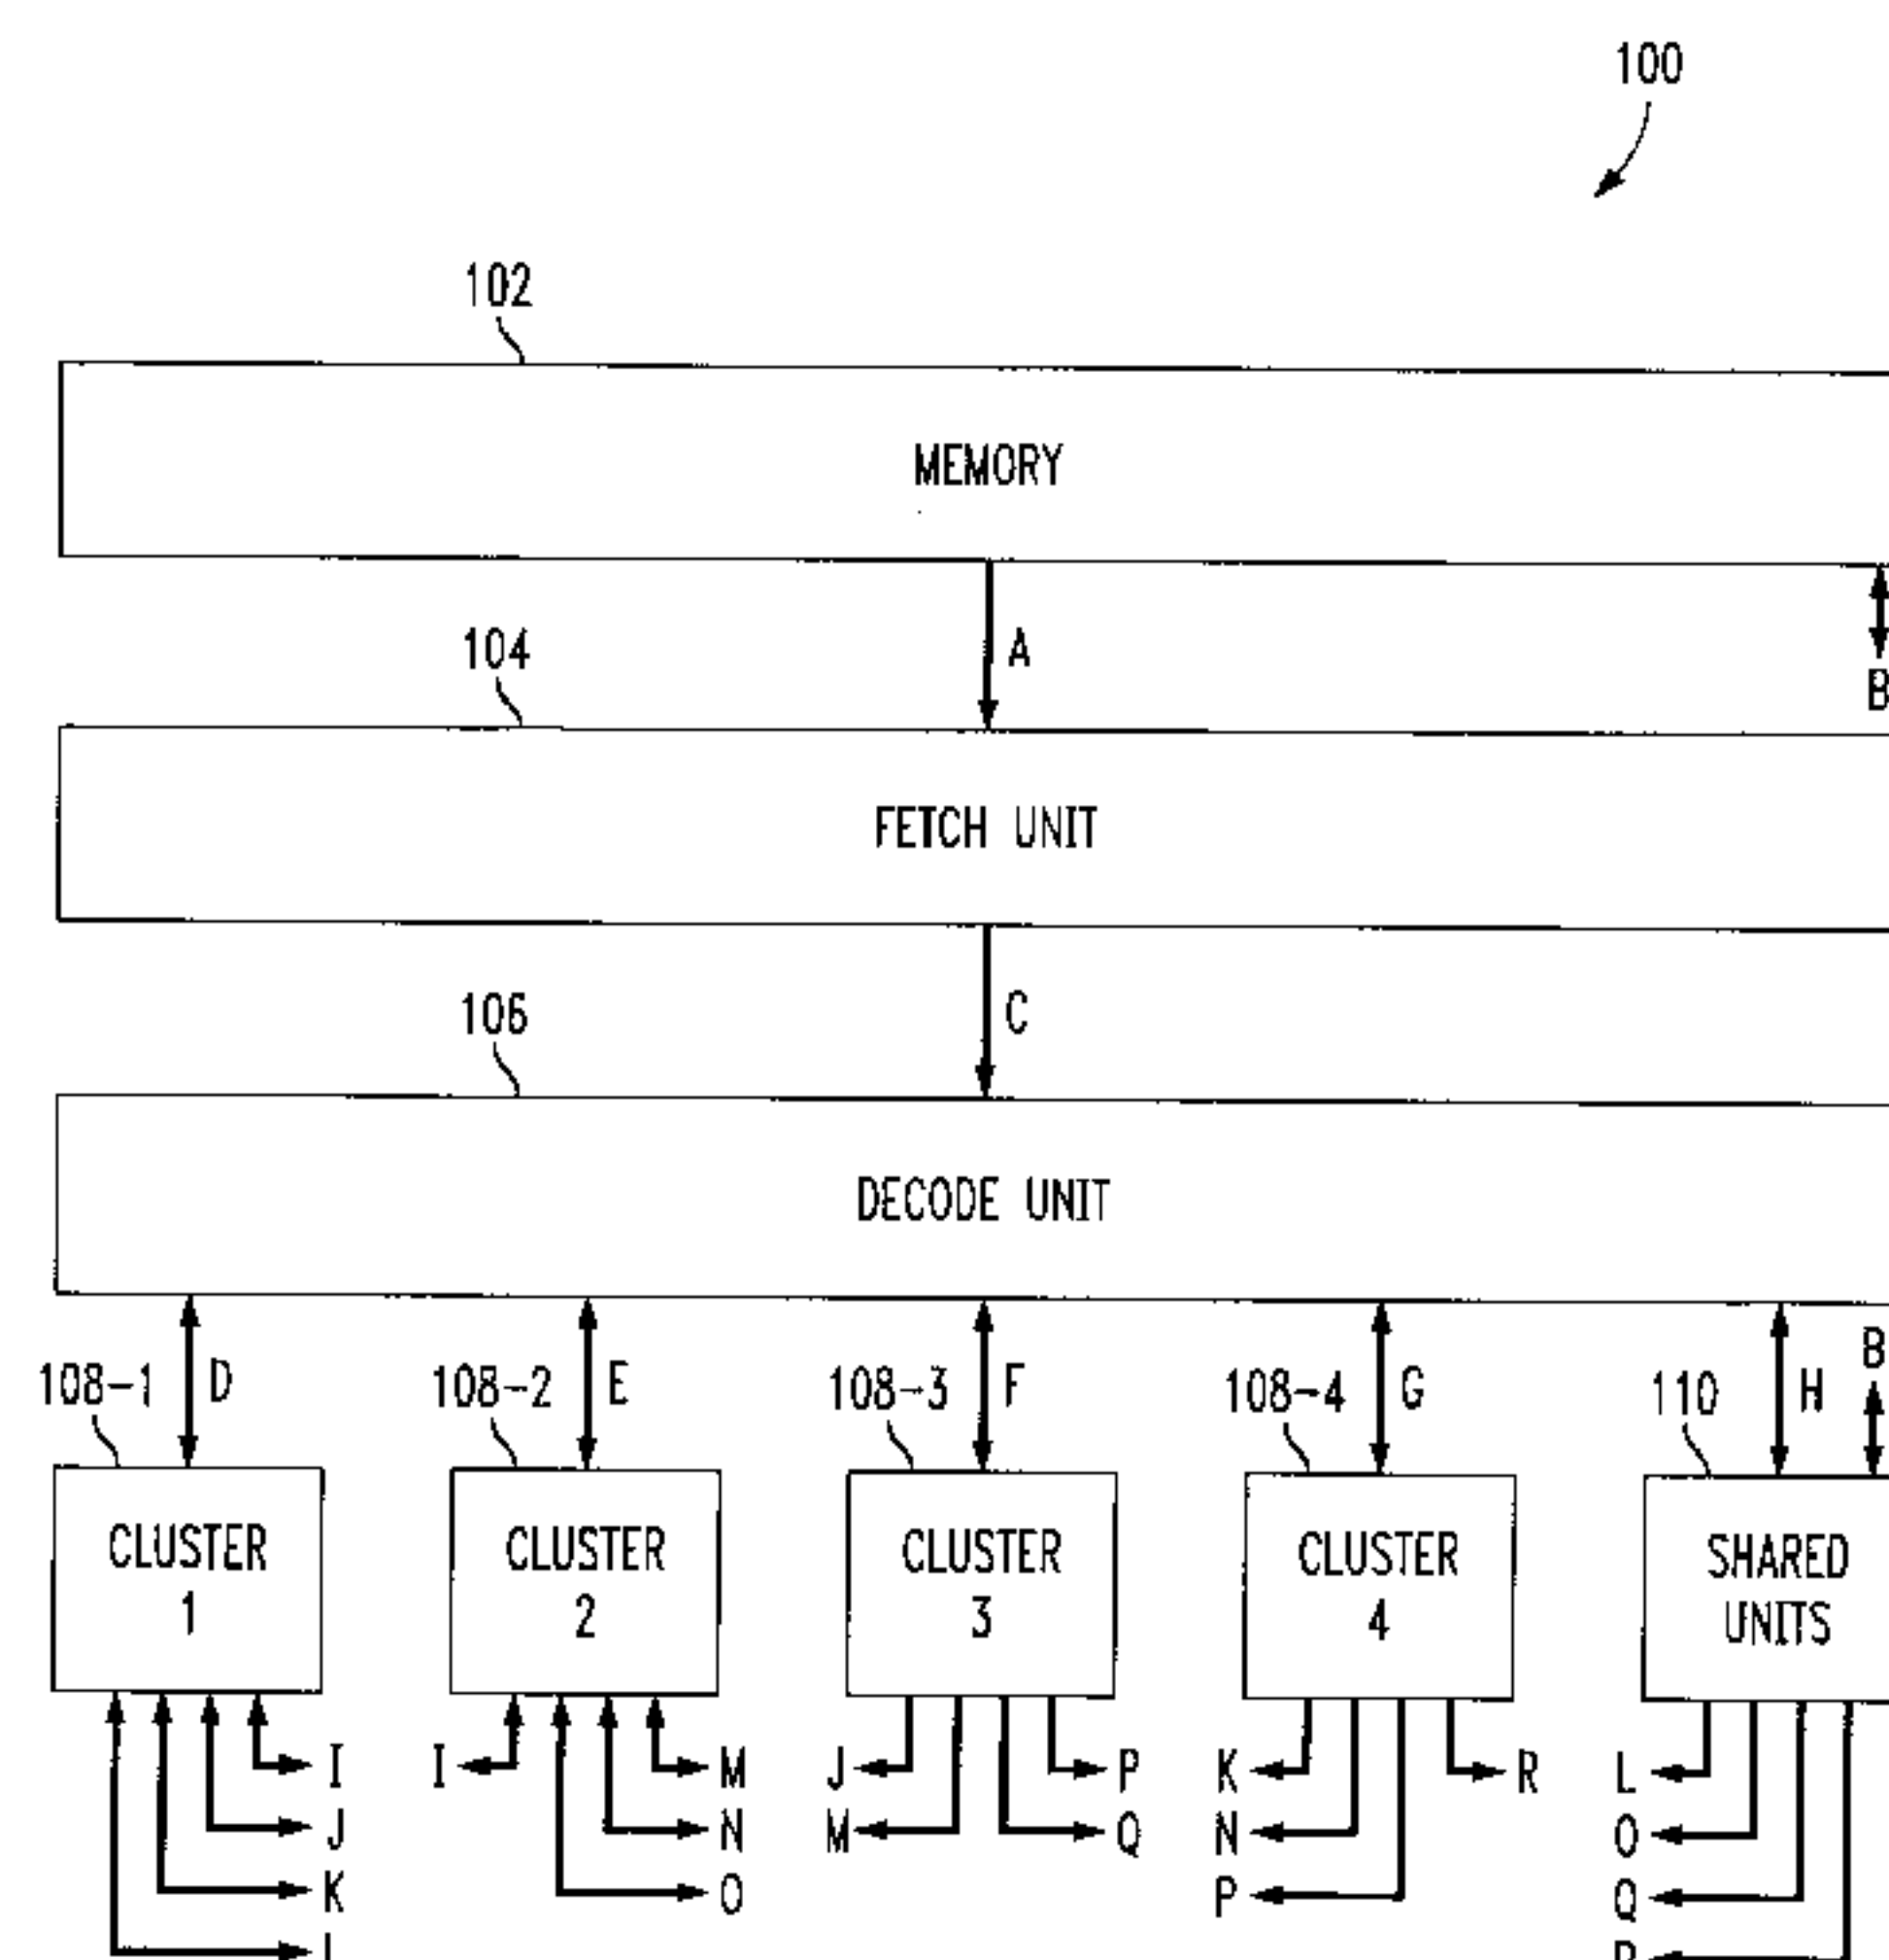 100
102
MEMORY
104
A
B
FETCH UNIT
106
C
DECODE UNIT
108-1
D
108-2
E
108-3
F
108-4
G
110
H
B
CLUSTER
1
CLUSTER
2
CLUSTER
3
CLUSTER
4
SHARED
UNITS
I
I
M
J
P
K
R
L
J
N
M
Q
N
O
K
O
P
Q